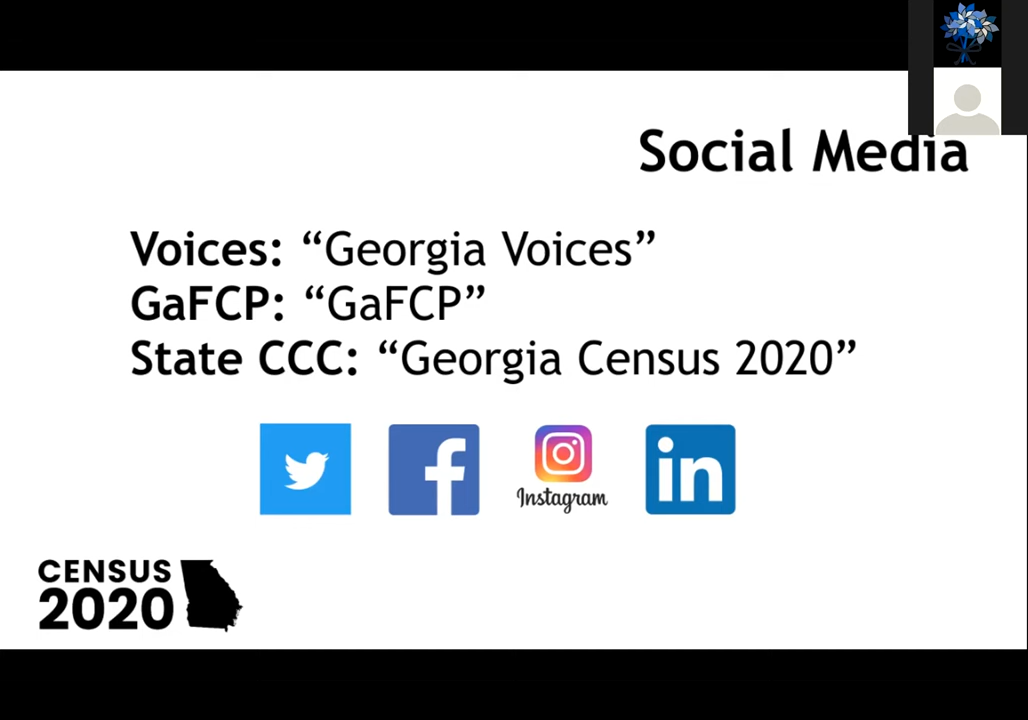 Social Media
Voices: “Georgia Voices”
GaFCP: “GaFCP”
State CCC: “Georgia Census 2020”
Instagram
in
CENSUS
2020